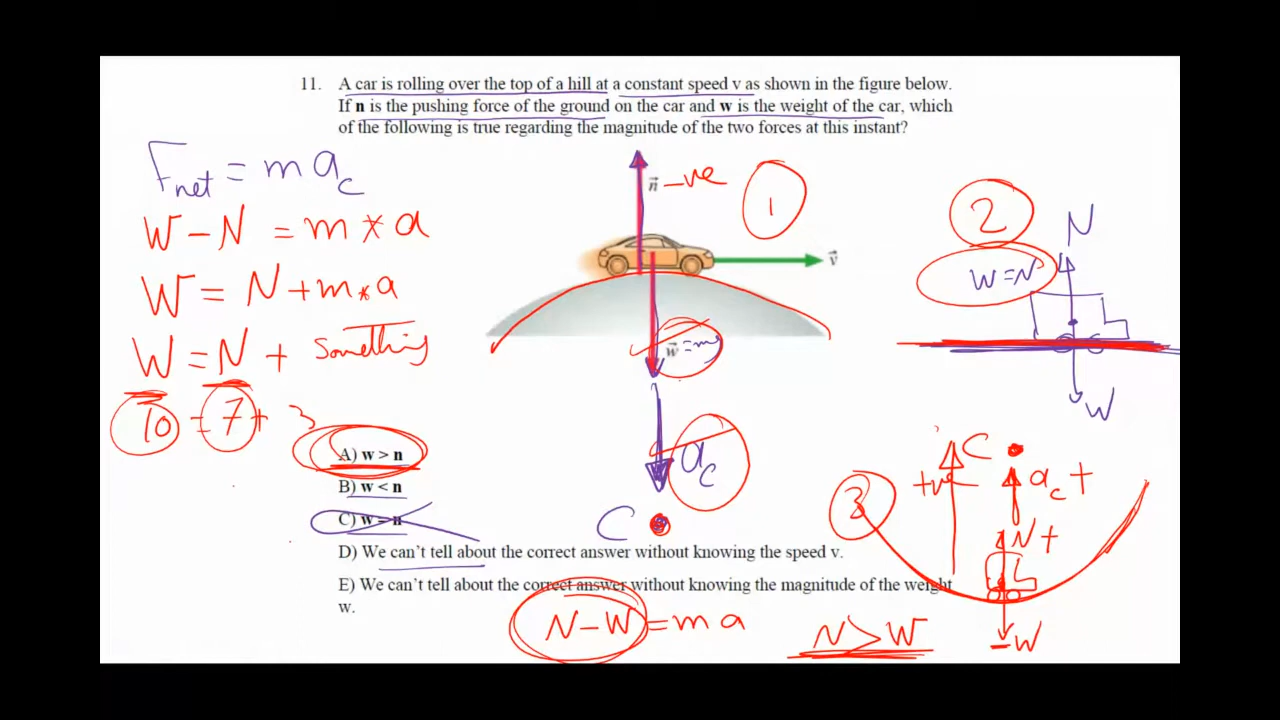 11. A car is rolling over the top of a hill at a constant speed v as shown in the figure below.
If n is the pushing force of the ground on the car and w is the weight of the car, which
of the following is true regarding the magnitude of the two forces at this instant?
Fnet = m ac
W - N = m * a
W = N + m * a
W = N + Something
10 = 7 + 3
n -ve
1
v
w = mg
ac
C
2
N
W = N
W
A) w > n
B) w < n
C) w = n
D) We can't tell about the correct answer without knowing the speed v.
E) We can't tell about the correct answer without knowing the magnitude of the weight
w.
3
C
+ve
ac +
N +
-W
N - W = m a
N > W